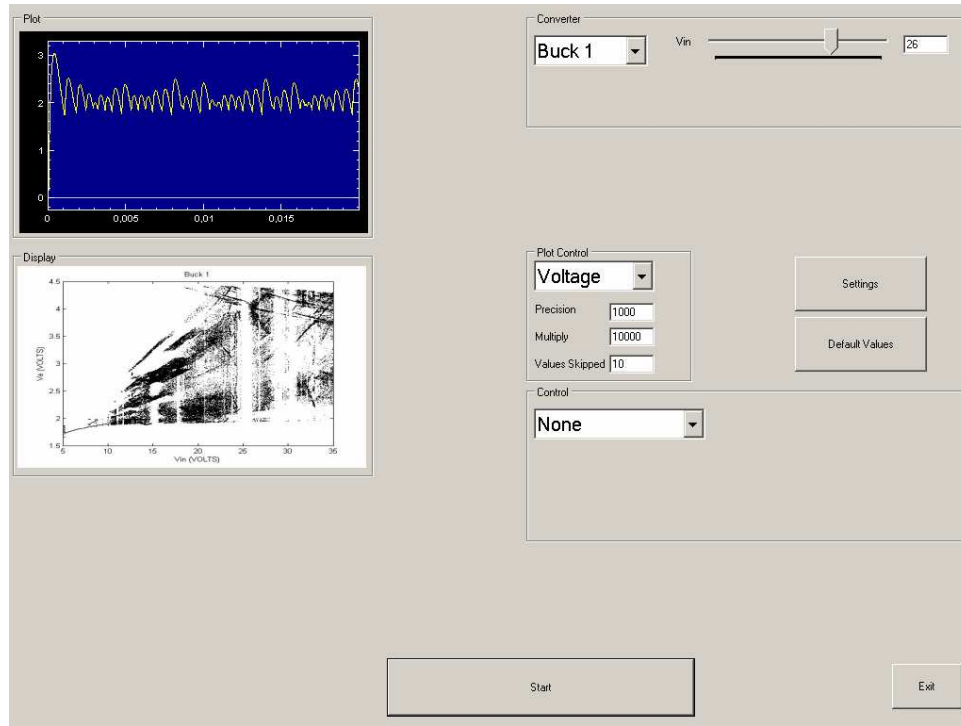 Plot
3
2
1
0
0 0,005 0,01 0,015
Converter
Buck 1
Vin
26
Display
Buck 1
4.5
4
3.5
3
2.5
2
1.5
5 10 15 20 25 30 35
Vin (VOLTS)
Plot Control
Voltage
Precision 1000
Multiply 10000
Values Skipped 10
Settings
Default Values
Control
None
Start
Exit